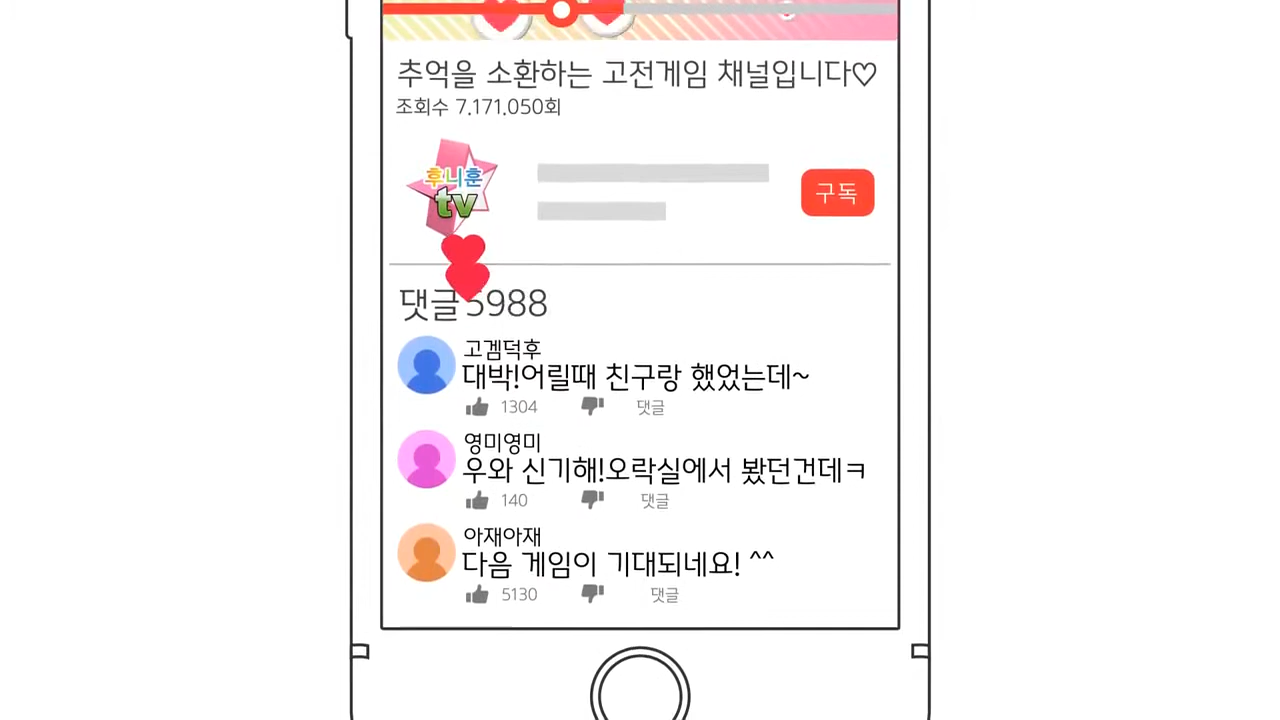 추억을 소환하는 고전게임 채널입니다♡
조회수 7,171,050회
후니훈
tv
구독
댓글 5988
고겜덕후
대박!어릴때 친구랑 했었는데~
1304 댓글
영미영미
우와 신기해!오락실에서 봤던건데ㅋ
140 댓글
아재아재
다음 게임이 기대되네요! ^^
5130 댓글